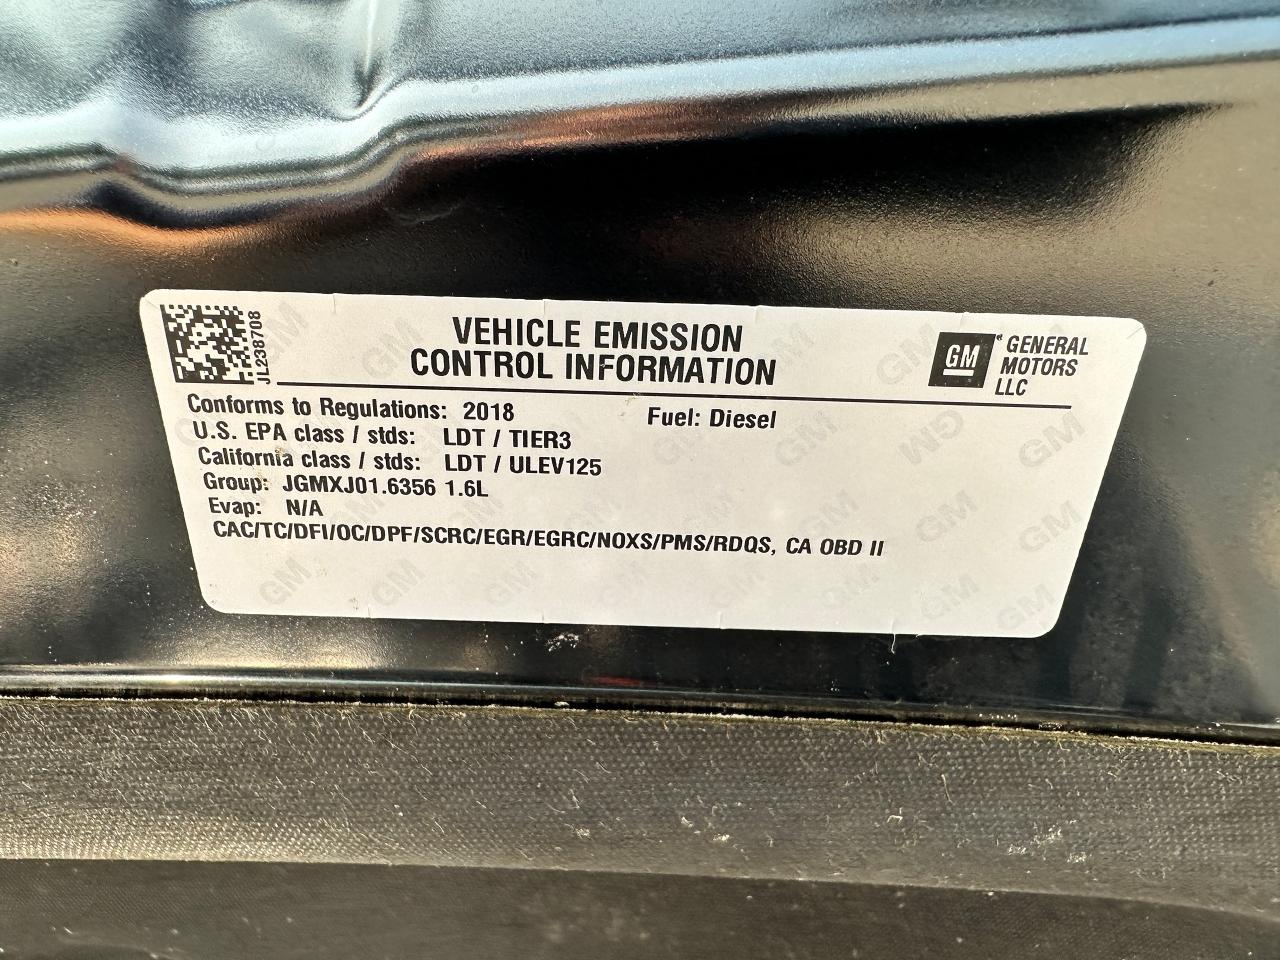 JL238708
VEHICLE EMISSION
CONTROL INFORMATION
GM
GENERAL
MOTORS
LLC
Conforms to Regulations: 2018 Fuel: Diesel
U.S. EPA class / stds: LDT / TIER3
California class / stds: LDT / ULEV125
Group: JGMXJ01.6356 1.6L
Evap: N/A
CAC/TC/DFI/OC/DPF/SCRC/EGR/EGRC/NOXS/PMS/RDQS, CA OBD II